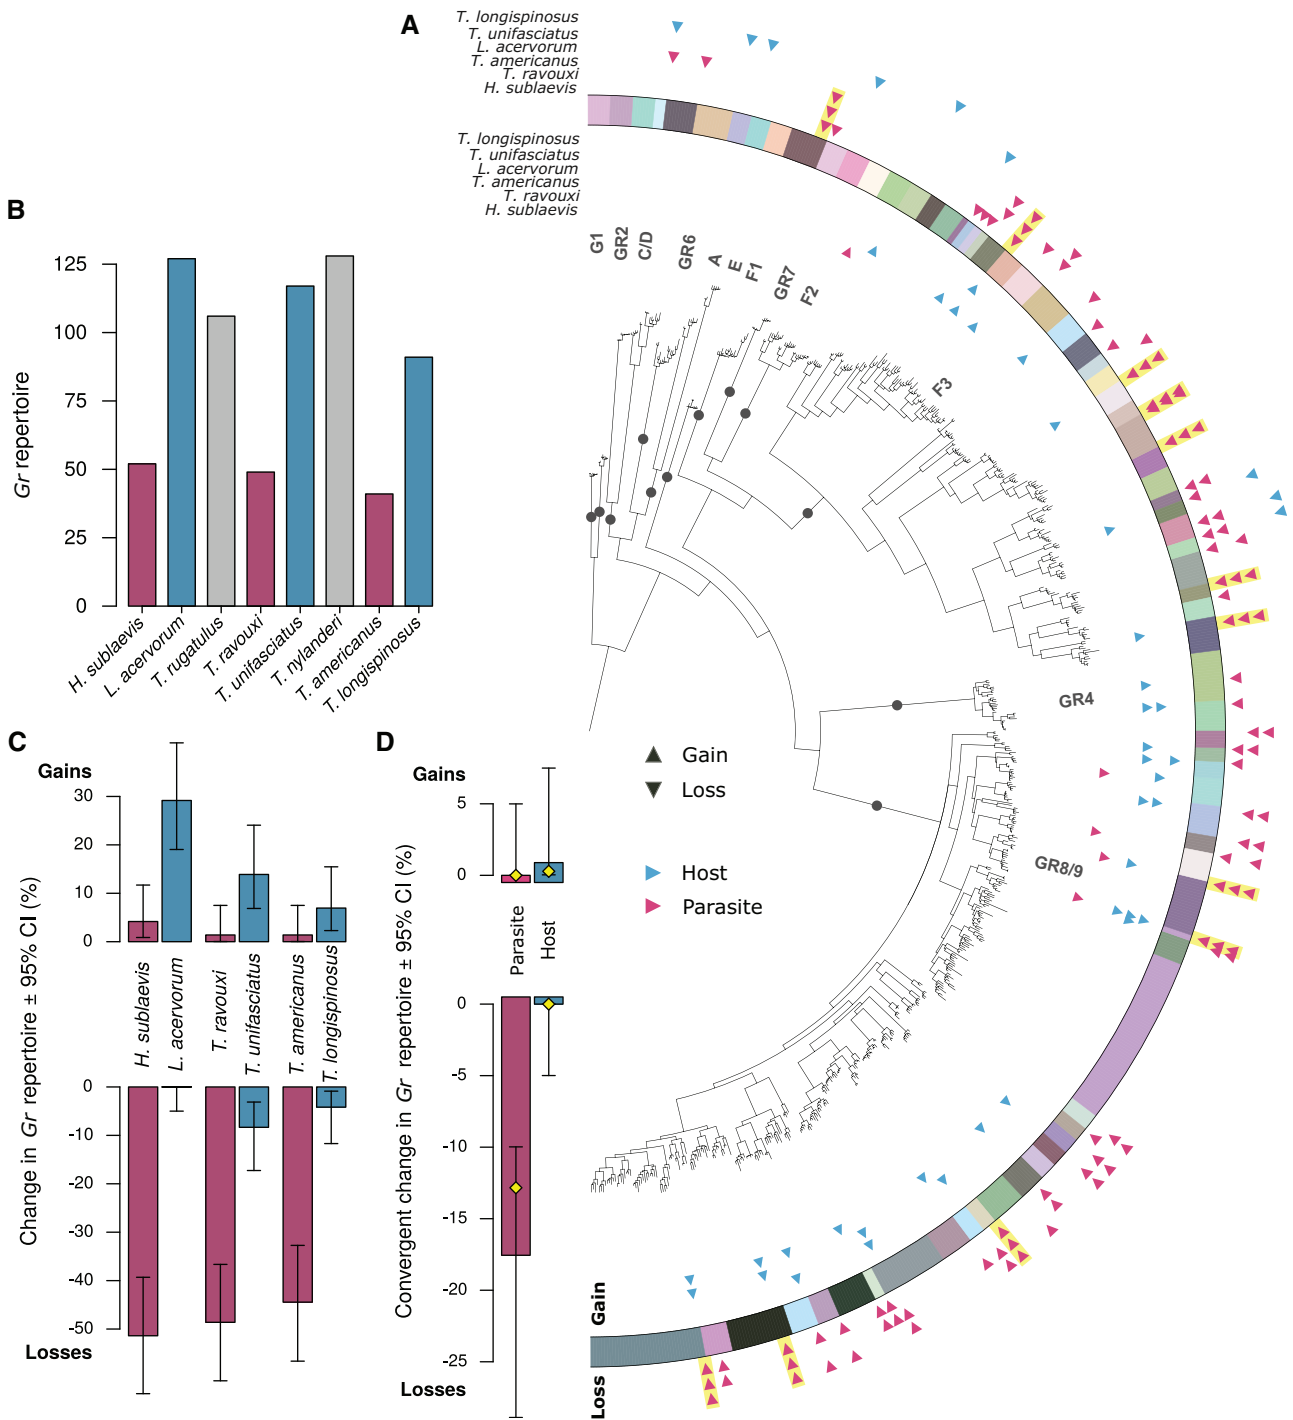 A
T. longispinosus
T. unifasciatus
L. acervorum
T. americanus
T. ravouxi
H. sublaevis
T. longispinosus
T. unifasciatus
L. acervorum
T. americanus
T. ravouxi
H. sublaevis
G1
GR2
C/D
GR6
A
E
F1
GR7
F2
F3
GR4
GR8/9
Gain
Loss
Host
Parasite
Gain
Loss
B
Gr repertoire
125
100
75
50
25
0
H. sublaevis
L. acervorum
T. rugatulus
T. ravouxi
T. unifasciatus
T. nylanderi
T. americanus
T. longispinosus
C
Gains
Change in Gr repertoire ± 95% CI (%)
30
20
10
0
H. sublaevis
L. acervorum
T. ravouxi
T. unifasciatus
T. americanus
T. longispinosus
0
-10
-20
-30
-40
-50
Losses
D
Gains
Convergent change in Gr repertoire ± 95% CI (%)
5
0
Parasite
Host
0
-5
-10
-15
-20
-25
Losses